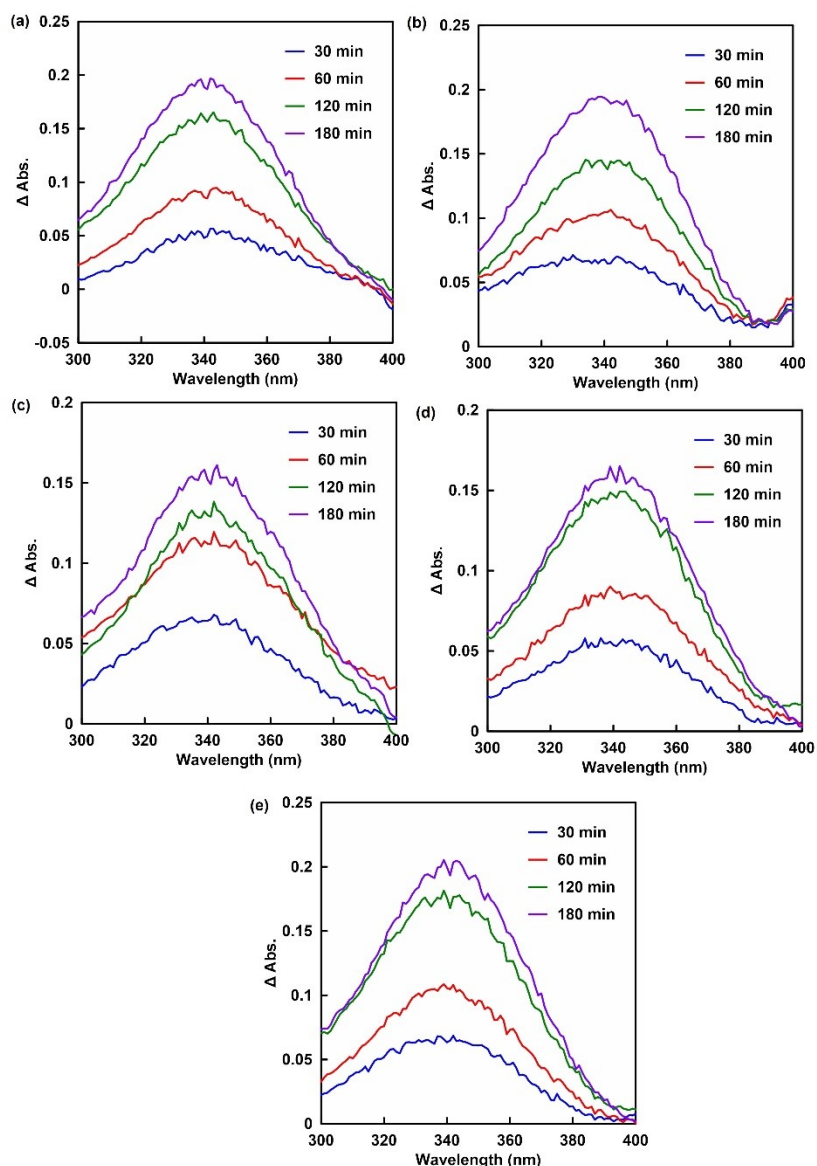 (a)
0.25
0.2
0.15
0.1
0.05
0
-0.05
Δ Abs.
30 min
60 min
120 min
180 min
300 320 340 360 380 400
Wavelength (nm)
(b)
0.25
0.2
0.15
0.1
0.05
0
Δ Abs.
30 min
60 min
120 min
180 min
300 320 340 360 380 400
Wavelength (nm)
(c)
0.2
0.15
0.1
0.05
0
Δ Abs.
30 min
60 min
120 min
180 min
300 320 340 360 380 400
Wavelength (nm)
(d)
0.2
0.15
0.1
0.05
0
Δ Abs.
30 min
60 min
120 min
180 min
300 320 340 360 380 400
Wavelength (nm)
(e)
0.25
0.2
0.15
0.1
0.05
0
Δ Abs.
30 min
60 min
120 min
180 min
300 320 340 360 380 400
Wavelength (nm)